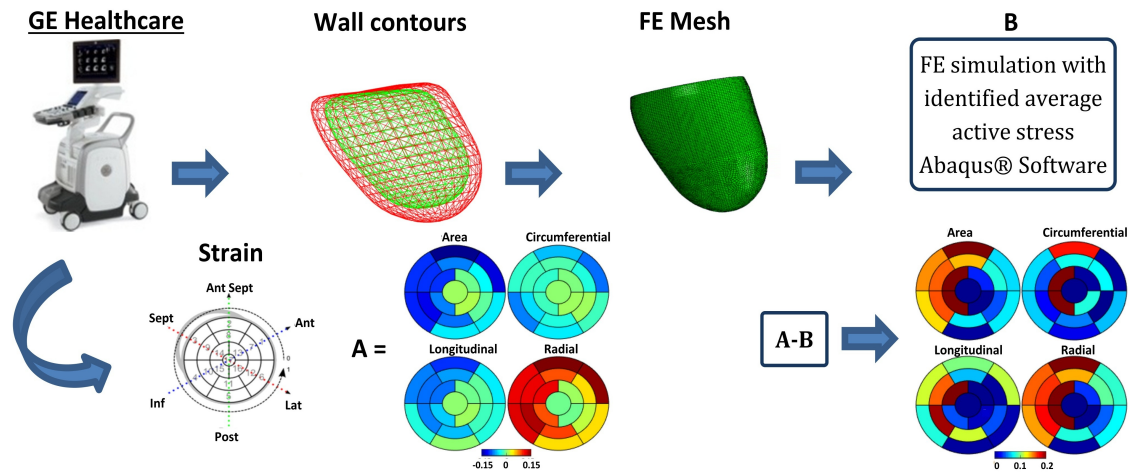 GE Healthcare
Wall contours
FE Mesh
B
FE simulation with
identified average
active stress
Abaqus® Software
Strain
Ant Sept
Sept
Ant
Inf
Lat
Post
0
1
A =
Area
Circumferential
Longitudinal
Radial
-0.15 0 0.15
A-B
Area
Circumferential
Longitudinal
Radial
0 0.1 0.2